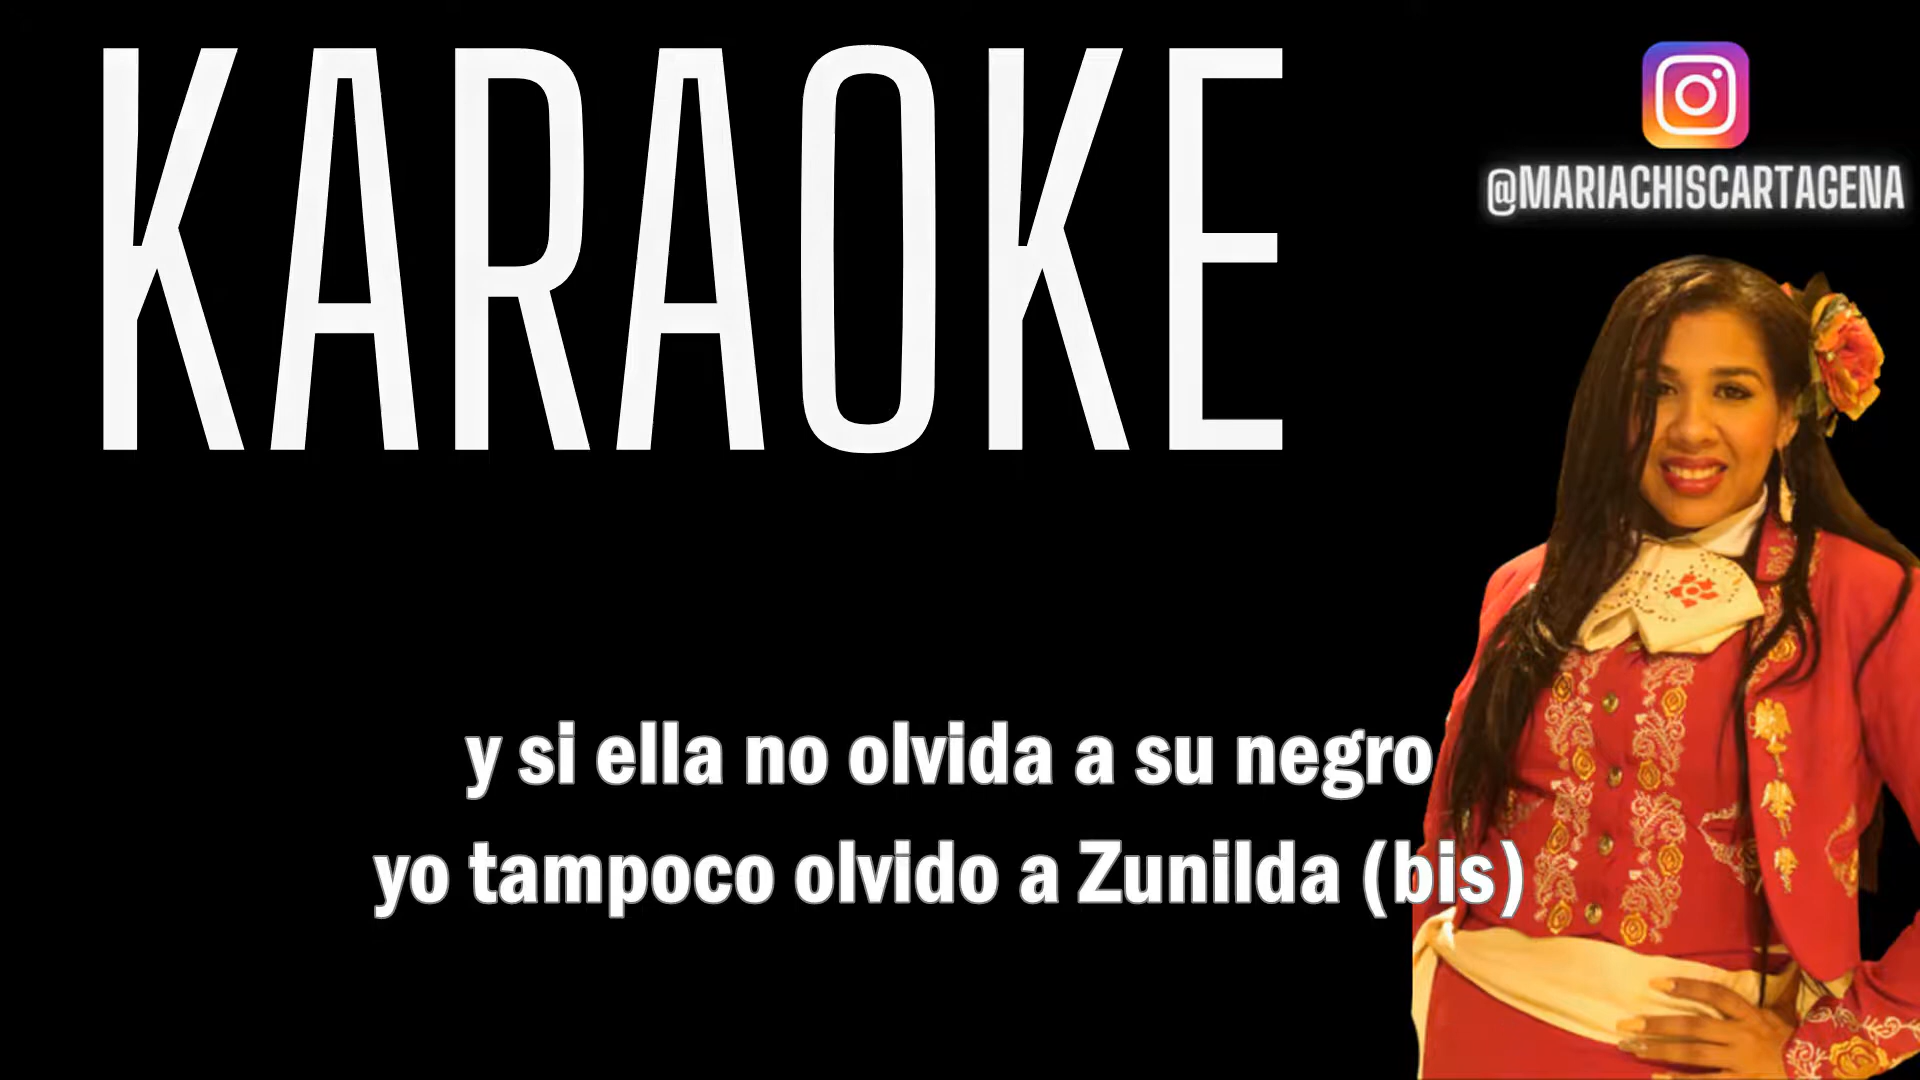 KARAOKE
@MARIACHISCARTAGENA
y si ella no olvida a su negro
yo tampoco olvido a Zunilda (bis)